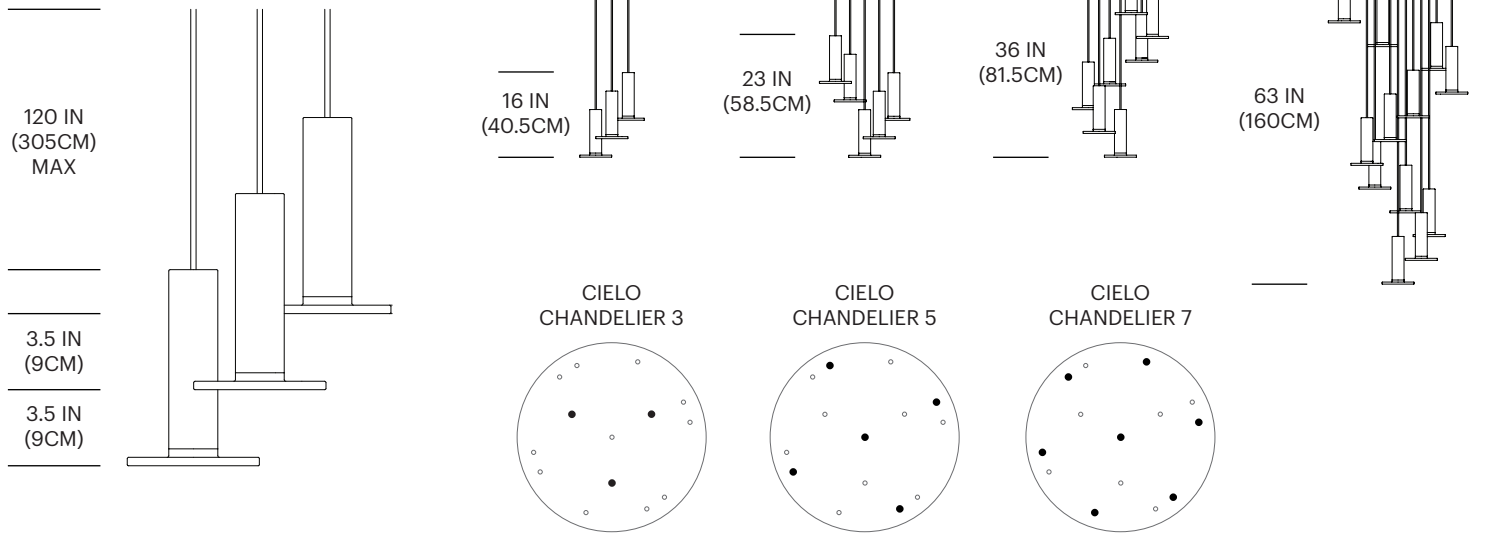 120 IN
(305CM)
MAX
3.5 IN
(9CM)
3.5 IN
(9CM)
16 IN
(40.5CM)
23 IN
(58.5CM)
36 IN
(81.5CM)
63 IN
(160CM)
CIELO
CHANDELIER 3
CIELO
CHANDELIER 5
CIELO
CHANDELIER 7